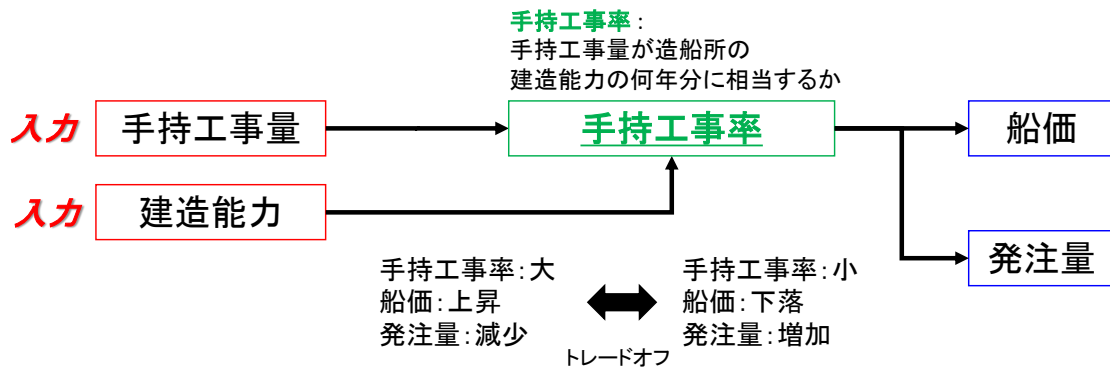 手持工事率：
手持工事量が造船所の
建造能力の何年分に相当するか
入力
手持工事量
手持工事率
船価
入力
建造能力
発注量
手持工事率：大
船価：上昇
発注量：減少
手持工事率：小
船価：下落
発注量：増加
トレードオフ